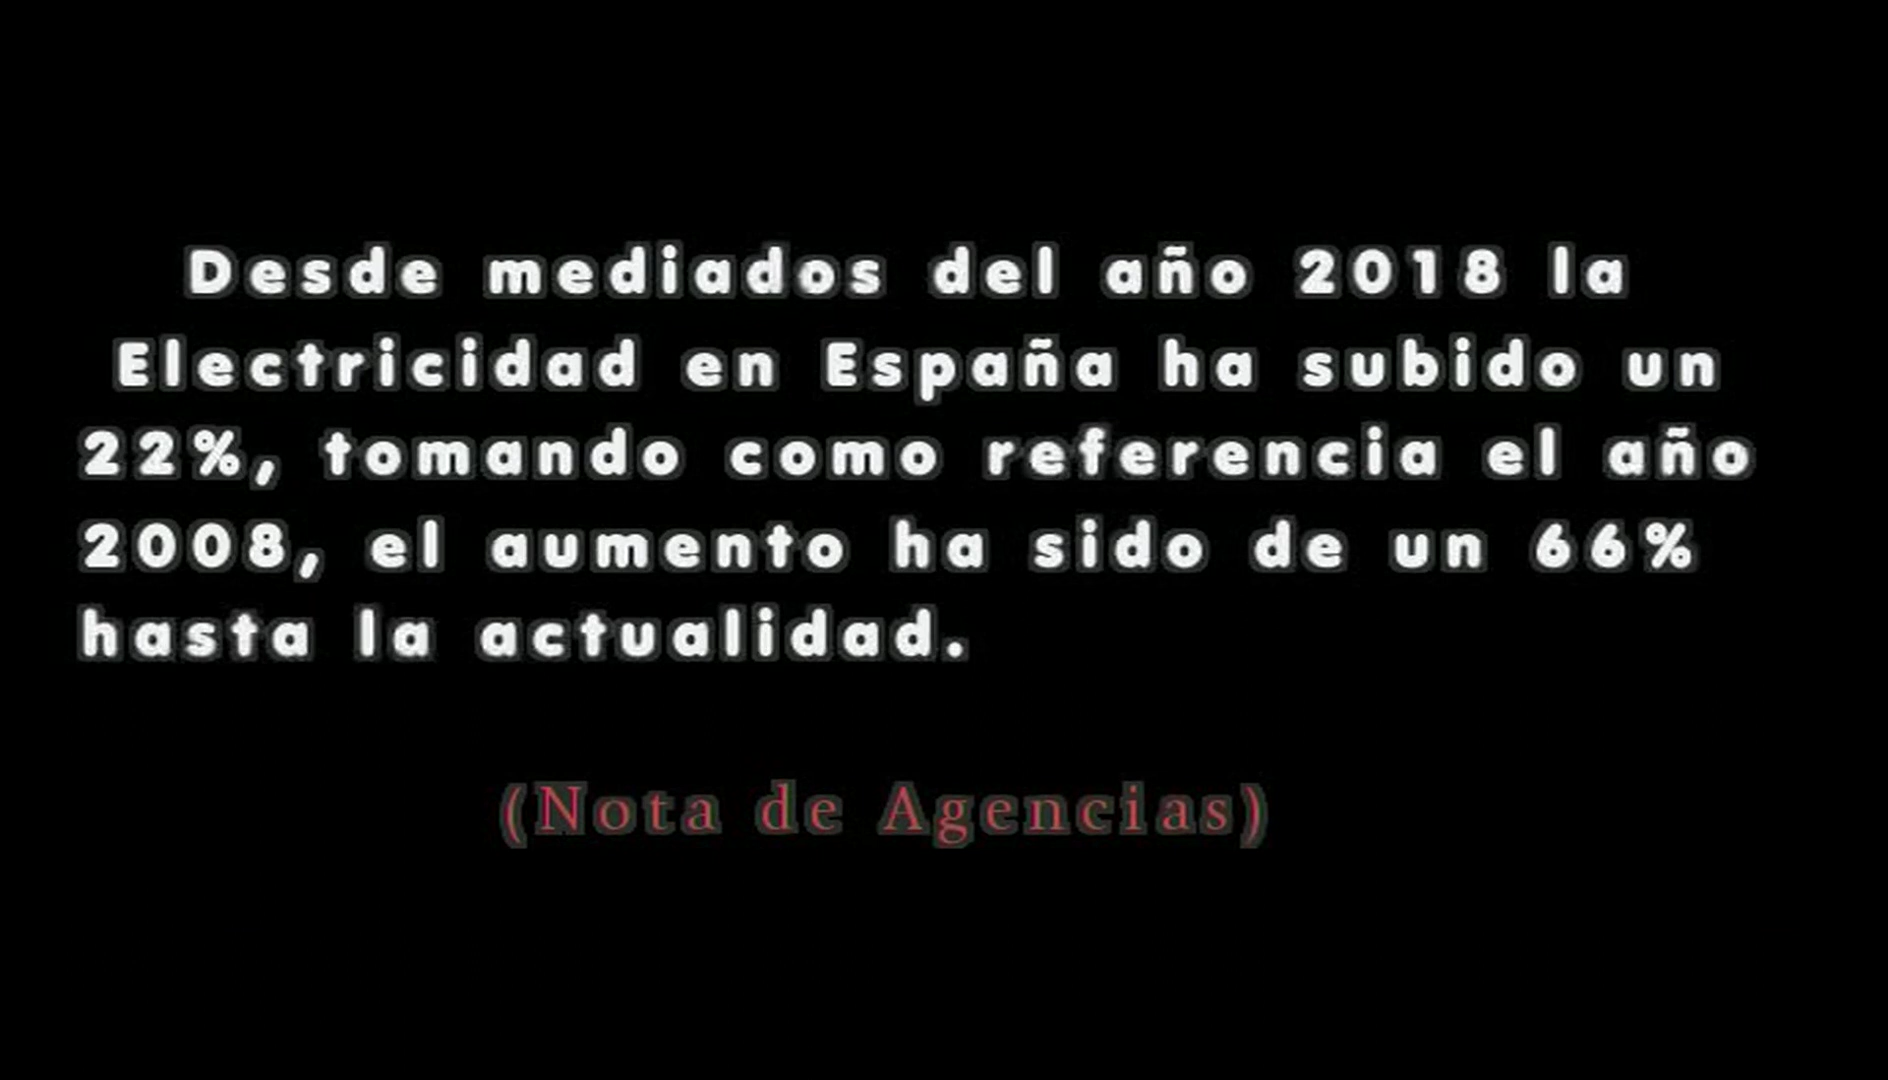 Desde mediados del año 2018 la
Electricidad en España ha subido un
22%, tomando como referencia el año
2008, el aumento ha sido de un 66%
hasta la actualidad.
(Nota de Agencias)